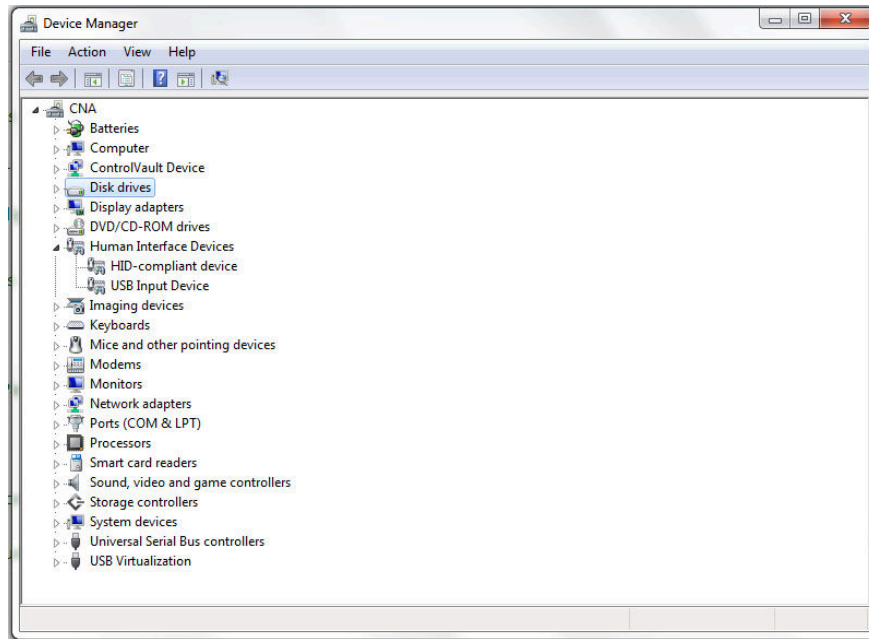 Device Manager
File Action View Help
CNA
Batteries
Computer
ControlVault Device
Disk drives
Display adapters
DVD/CD-ROM drives
Human Interface Devices
HID-compliant device
USB Input Device
Imaging devices
Keyboards
Mice and other pointing devices
Modems
Monitors
Network adapters
Ports (COM & LPT)
Processors
Smart card readers
Sound, video and game controllers
Storage controllers
System devices
Universal Serial Bus controllers
USB Virtualization